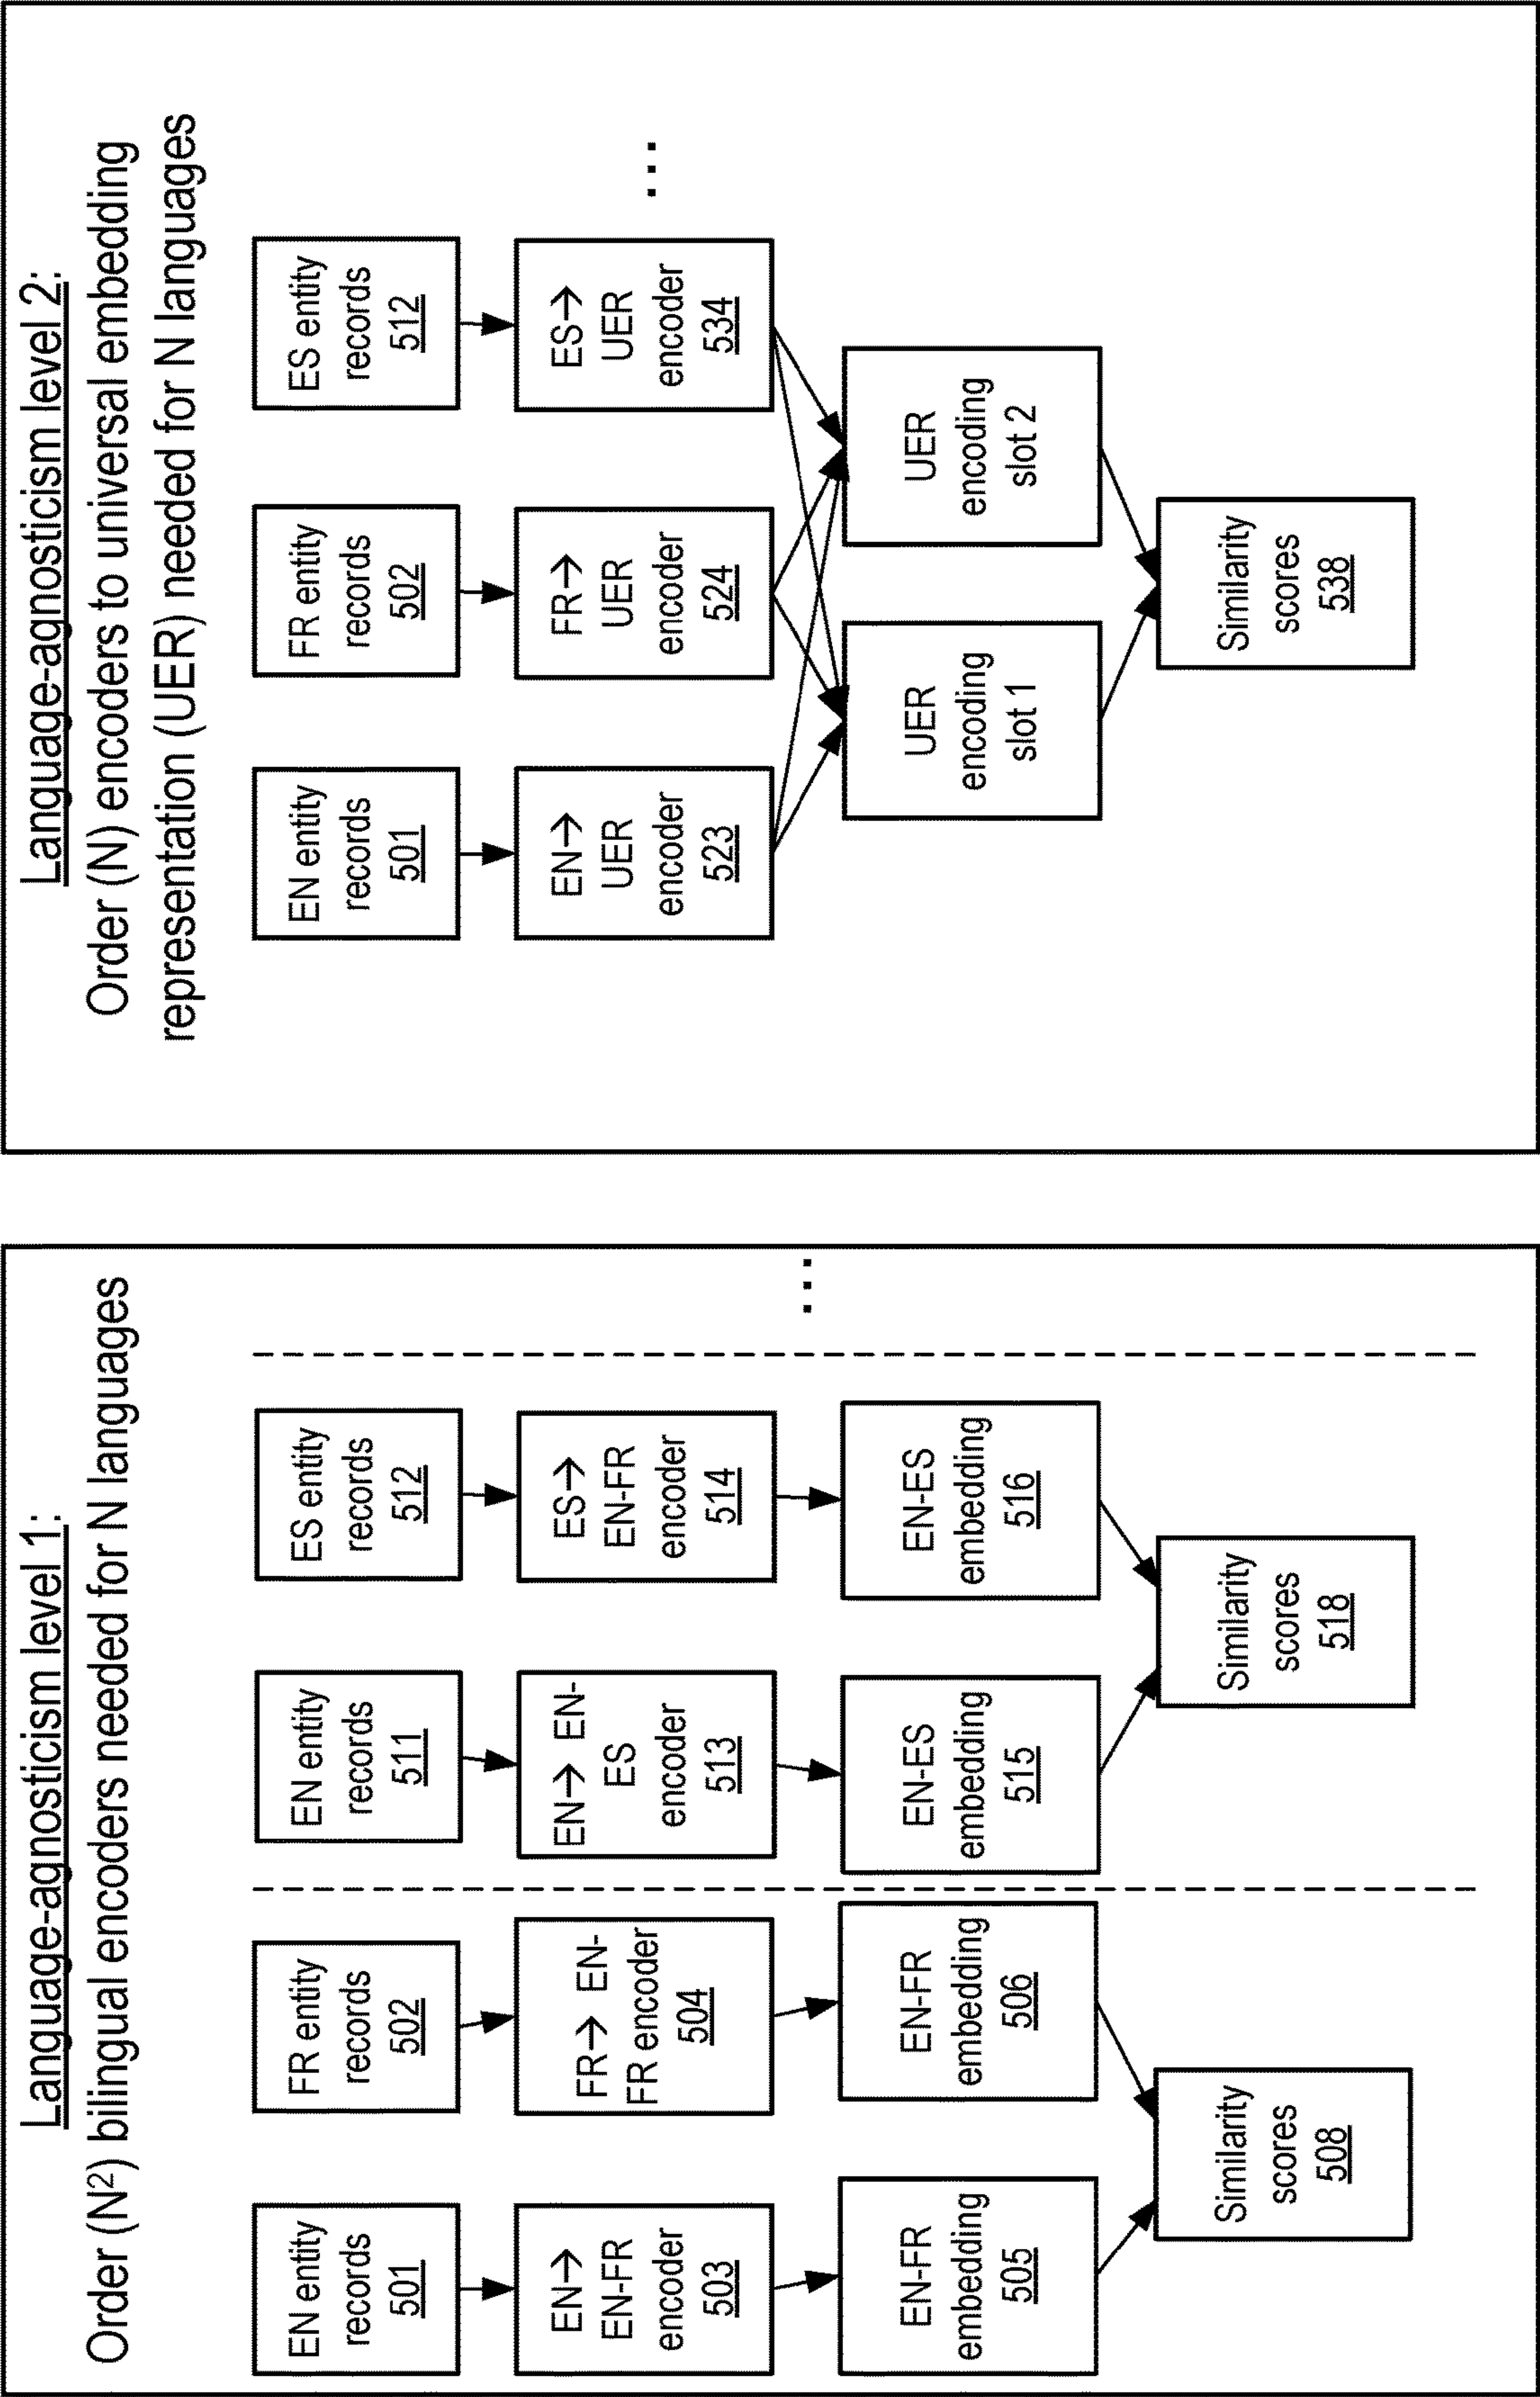 Language-agnosticism level 1:
Order (N²) bilingual encoders needed for N languages
EN entity
records
501
FR entity
records
502
EN entity
records
511
ES entity
records
512
EN→
EN-FR
encoder
503
FR→ EN-
FR encoder
504
EN→ EN-
ES
encoder
513
ES→
EN-FR
encoder
514
...
EN-FR
embedding
505
EN-FR
embedding
506
EN-ES
embedding
515
EN-ES
embedding
516
Similarity
scores
508
Similarity
scores
518
Language-agnosticism level 2:
Order (N) encoders to universal embedding
representation (UER) needed for N languages
EN entity
records
501
FR entity
records
502
ES entity
records
512
EN→
UER
encoder
523
FR→
UER
encoder
524
ES→
UER
encoder
534
...
UER
encoding
slot 1
UER
encoding
slot 2
Similarity
scores
538